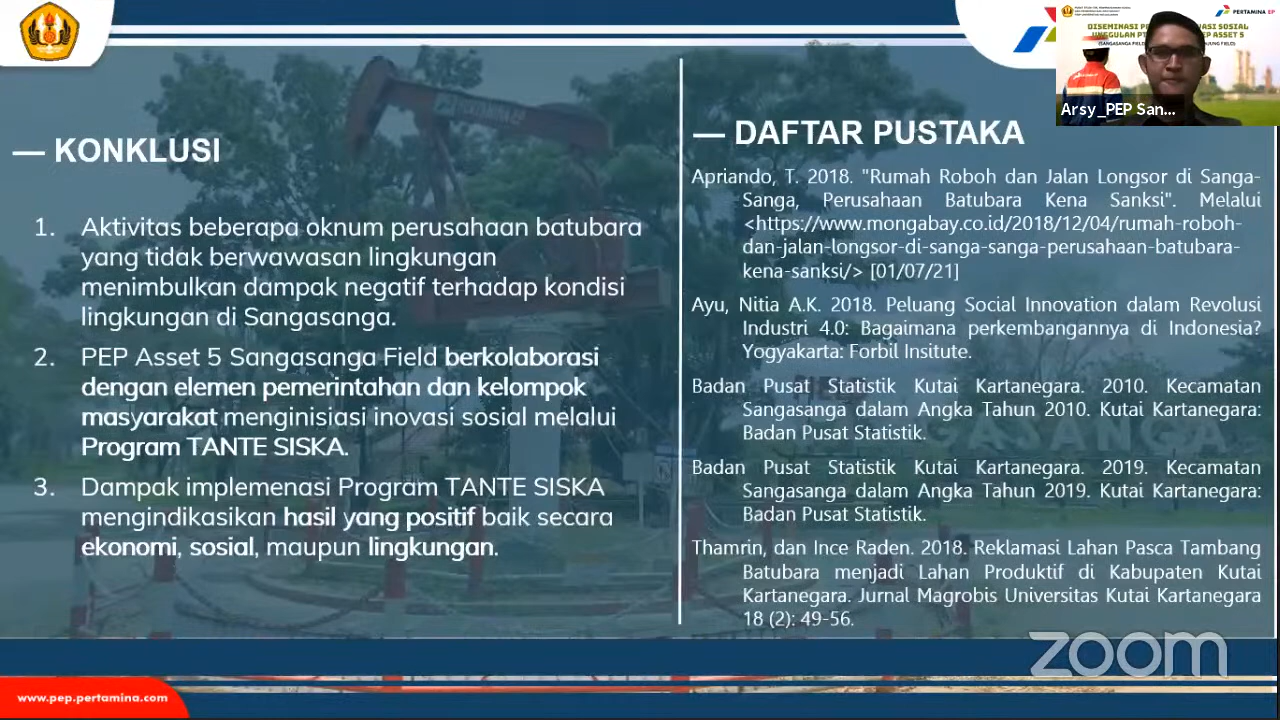 — KONKLUSI
1. Aktivitas beberapa oknum perusahaan batubara
yang tidak berwawasan lingkungan
menimbulkan dampak negatif terhadap kondisi
lingkungan di Sangasanga.
2. PEP Asset 5 Sangasanga Field berkolaborasi
dengan elemen pemerintahan dan kelompok
masyarakat menginisiasi inovasi sosial melalui
Program TANTE SISKA.
3. Dampak implemenasi Program TANTE SISKA
mengindikasikan hasil yang positif baik secara
ekonomi, sosial, maupun lingkungan.
— DAFTAR PUSTAKA
Apriando, T. 2018. "Rumah Roboh dan Jalan Longsor di Sanga-
Sanga, Perusahaan Batubara Kena Sanksi". Melalui
<https://www.mongabay.co.id/2018/12/04/rumah-roboh-
dan-jalan-longsor-di-sanga-sanga-perusahaan-batubara-
kena-sanksi/> [01/07/21]
Ayu, Nitia A.K. 2018. Peluang Social Innovation dalam Revolusi
Industri 4.0: Bagaimana perkembangannya di Indonesia?
Yogyakarta: Forbil Insitute.
Badan Pusat Statistik Kutai Kartanegara. 2010. Kecamatan
Sangasanga dalam Angka Tahun 2010. Kutai Kartanegara:
Badan Pusat Statistik.
Badan Pusat Statistik Kutai Kartanegara. 2019. Kecamatan
Sangasanga dalam Angka Tahun 2019. Kutai Kartanegara:
Badan Pusat Statistik.
Thamrin, dan Ince Raden. 2018. Reklamasi Lahan Pasca Tambang
Batubara menjadi Lahan Produktif di Kabupaten Kutai
Kartanegara. Jurnal Magrobis Universitas Kutai Kartanegara
18 (2): 49-56.
PERTAMINA EP
DISEMINASI
SOSIAL
ASSET 5
Arsy_PEP San...
GASANGA
zoom
www.pep.pertamina.com